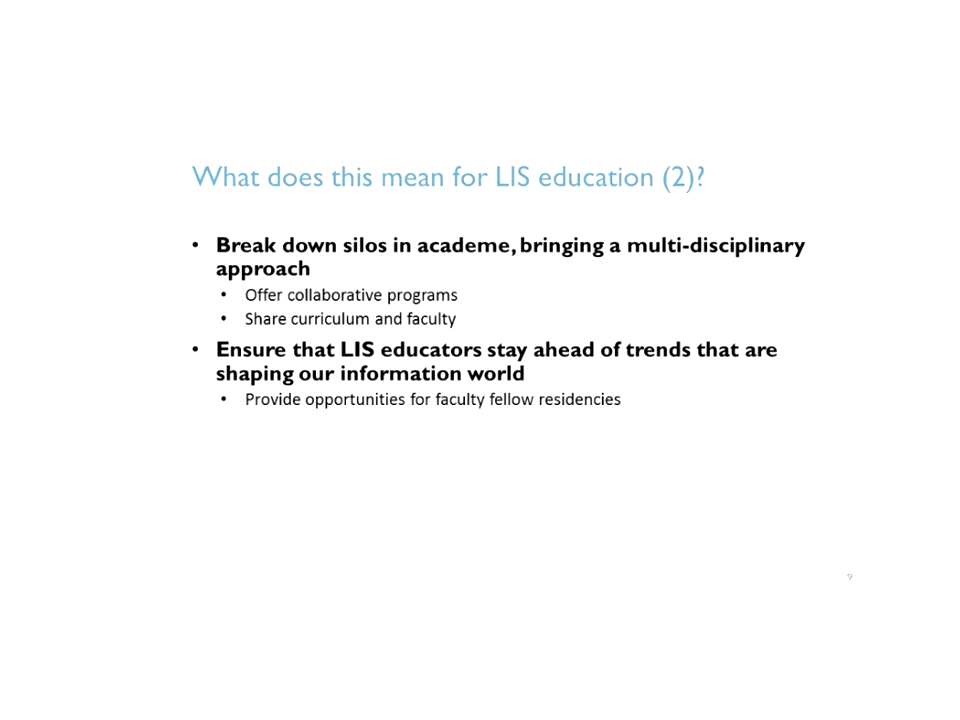 What does this mean for LIS education (2)?
• Break down silos in academe, bringing a multi-disciplinary
approach
• Offer collaborative programs
• Share curriculum and faculty
• Ensure that LIS educators stay ahead of trends that are
shaping our information world
• Provide opportunities for faculty fellow residencies
9